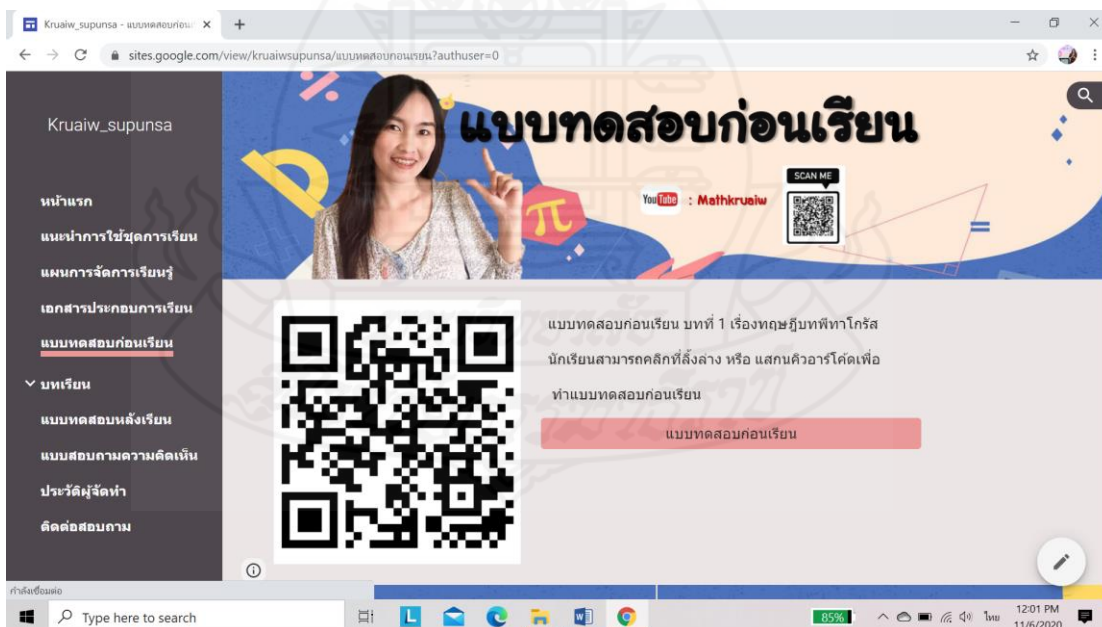 Kruaiw_supunsa - แบบทดสอบก่อน
sites.google.com/view/kruaiwsupunsa/แบบทดสอบกอนเรยน?authuser=0
Kruaiw_supunsa
หน้าแรก
แนะนำการใช้ชุดการเรียน
แผนการจัดการเรียนรู้
เอกสารประกอบการเรียน
แบบทดสอบก่อนเรียน
บทเรียน
แบบทดสอบหลังเรียน
แบบสอบถามความคิดเห็น
ประวัติผู้จัดทำ
ติดต่อสอบถาม
แบบทดสอบก่อนเรียน
SCAN ME
YouTube : Mathkruaiw
%
π
=
แบบทดสอบก่อนเรียน บทที่ 1 เรื่องทฤษฎีบทพีทาโกรัส
นักเรียนสามารถคลิกที่ลิ้งล่าง หรือ แสกนคิวอาร์โค้ดเพื่อ
ทำแบบทดสอบก่อนเรียน
แบบทดสอบก่อนเรียน
กำลังเชื่อมต่อ
Type here to search
L
W
85%
ไทย
12:01 PM
11/6/2020